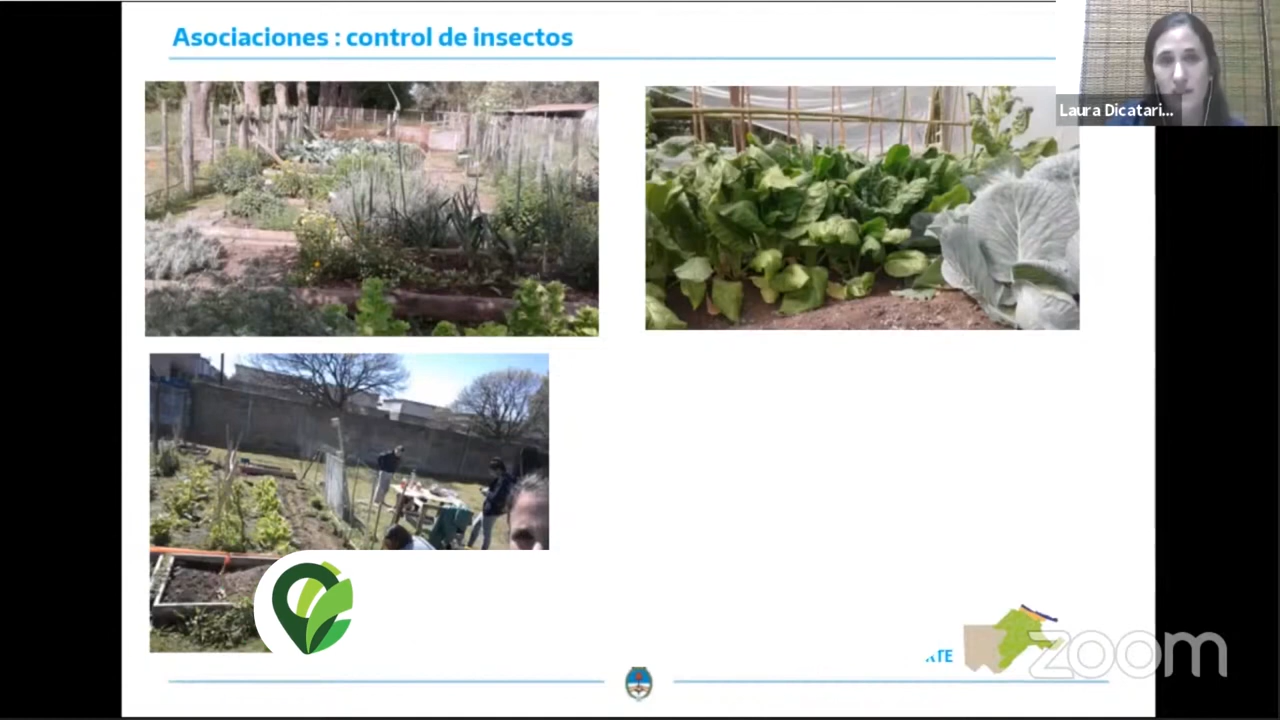 Asociaciones : control de insectos
Laura Dicatari...
zoom